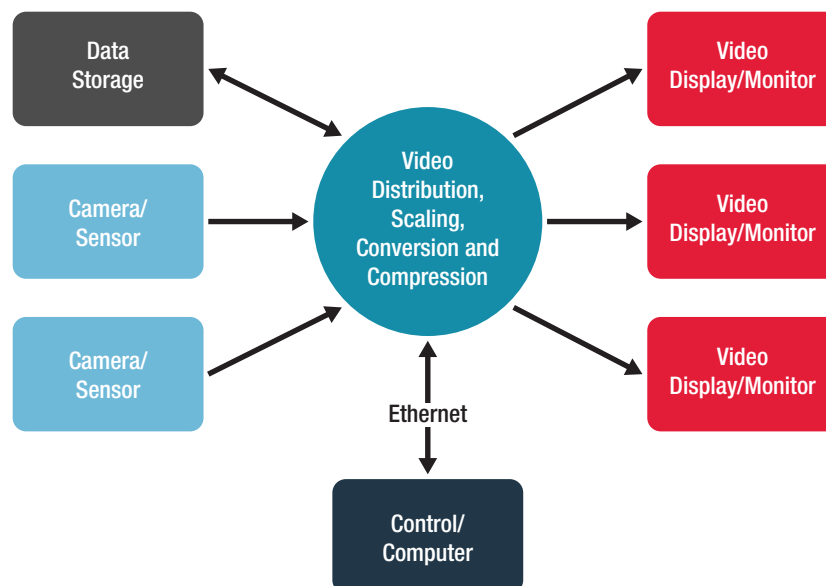 Data
Storage
Camera/
Sensor
Camera/
Sensor
Video
Distribution,
Scaling,
Conversion and
Compression
Ethernet
Control/
Computer
Video
Display/Monitor
Video
Display/Monitor
Video
Display/Monitor